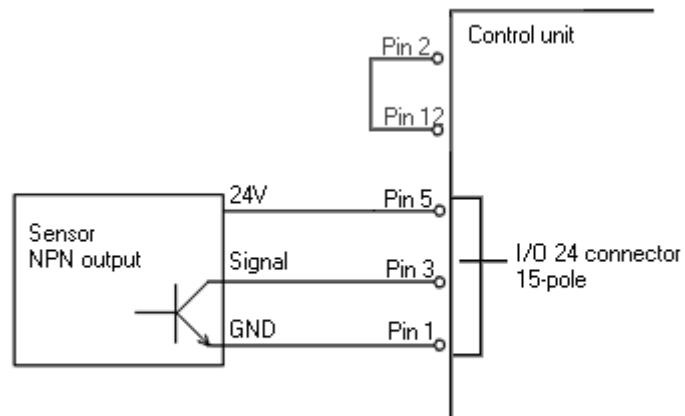 Control unit
Pin 2
Pin 12
24V
Pin 5
Sensor
NPN output
Signal
Pin 3
I/O 24 connector
15-pole
GND
Pin 1